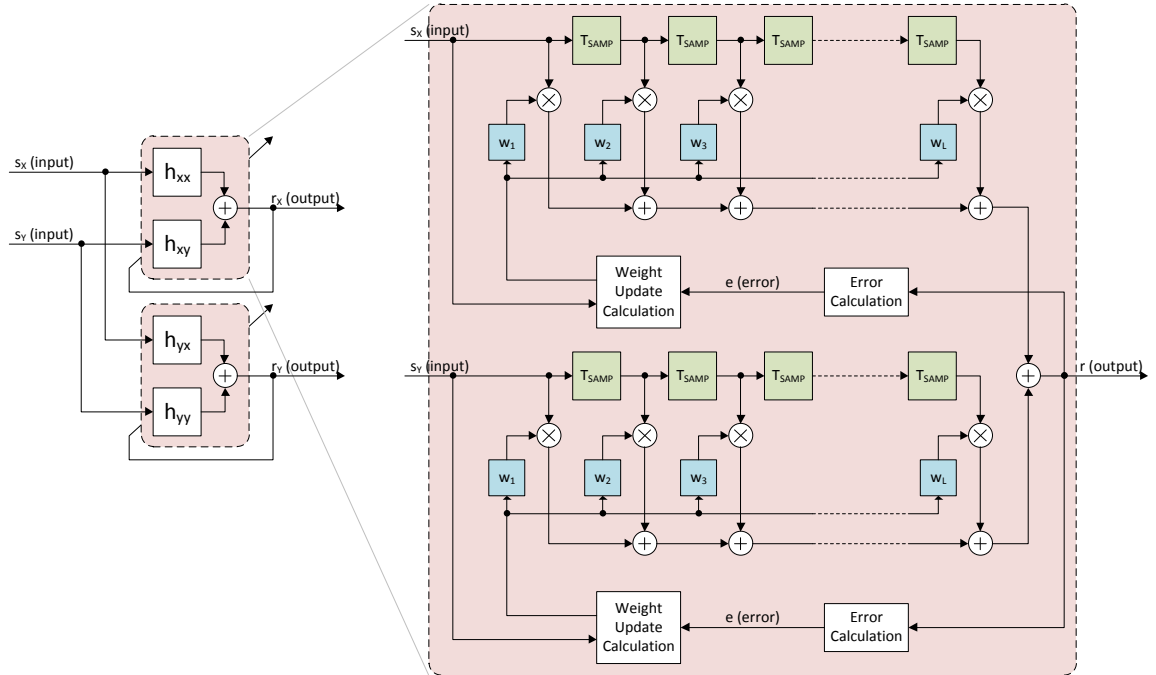 sX (input)
sY (input)
hxx
hxy
rX (output)
hyx
hyy
rY (output)
sX (input)
TSAMP
TSAMP
TSAMP
TSAMP
×
×
×
×
w1
w2
w3
wL
+
+
+
Weight
Update
Calculation
e (error)
Error
Calculation
sY (input)
TSAMP
TSAMP
TSAMP
TSAMP
+
r (output)
×
×
×
×
w1
w2
w3
wL
+
+
+
Weight
Update
Calculation
e (error)
Error
Calculation
+
+